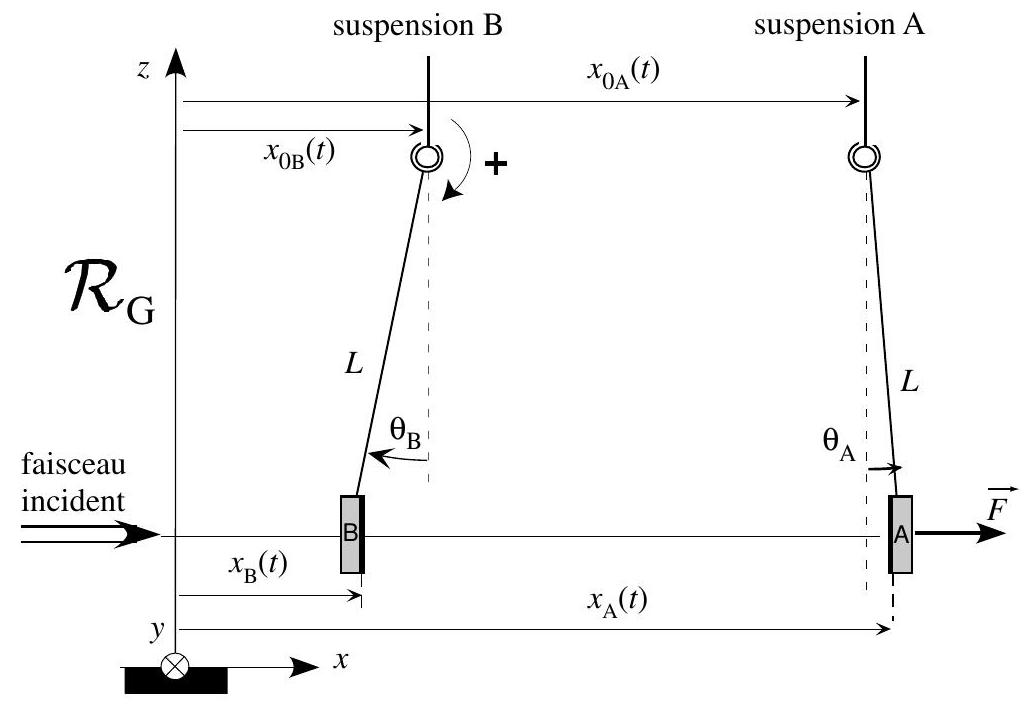 suspension B
suspension A
z
x0A(t)
x0B(t)
+
RG
L
L
θB
θA
faisceau
incident
F
B
A
xB(t)
xA(t)
y
x